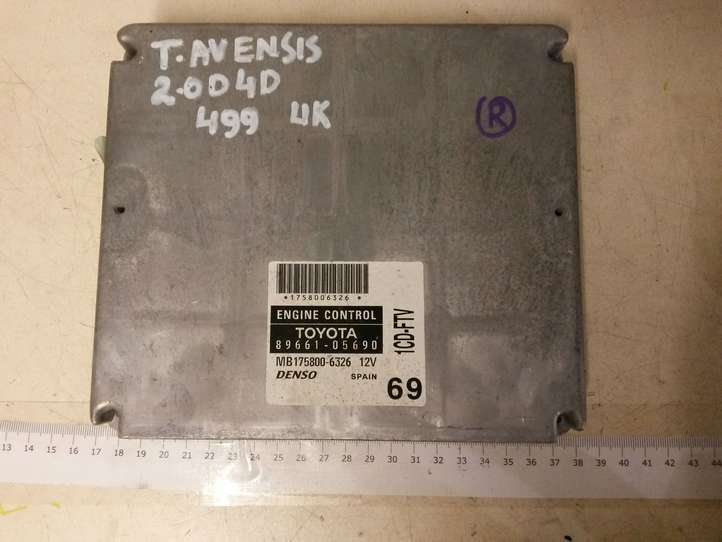 T. AVENSIS
2.0 D4D
499 UK
R
*1758006326*
ENGINE CONTROL
TOYOTA
89661-05690
MB175800-6326 12V
DENSO SPAIN
1CD-FTV
69
13 14 15 16 17 18 19 20 21 22 23 24 25 26 27 28 29 30 31 32 33 34 35 36 37 38 39 40 41 42 43 44